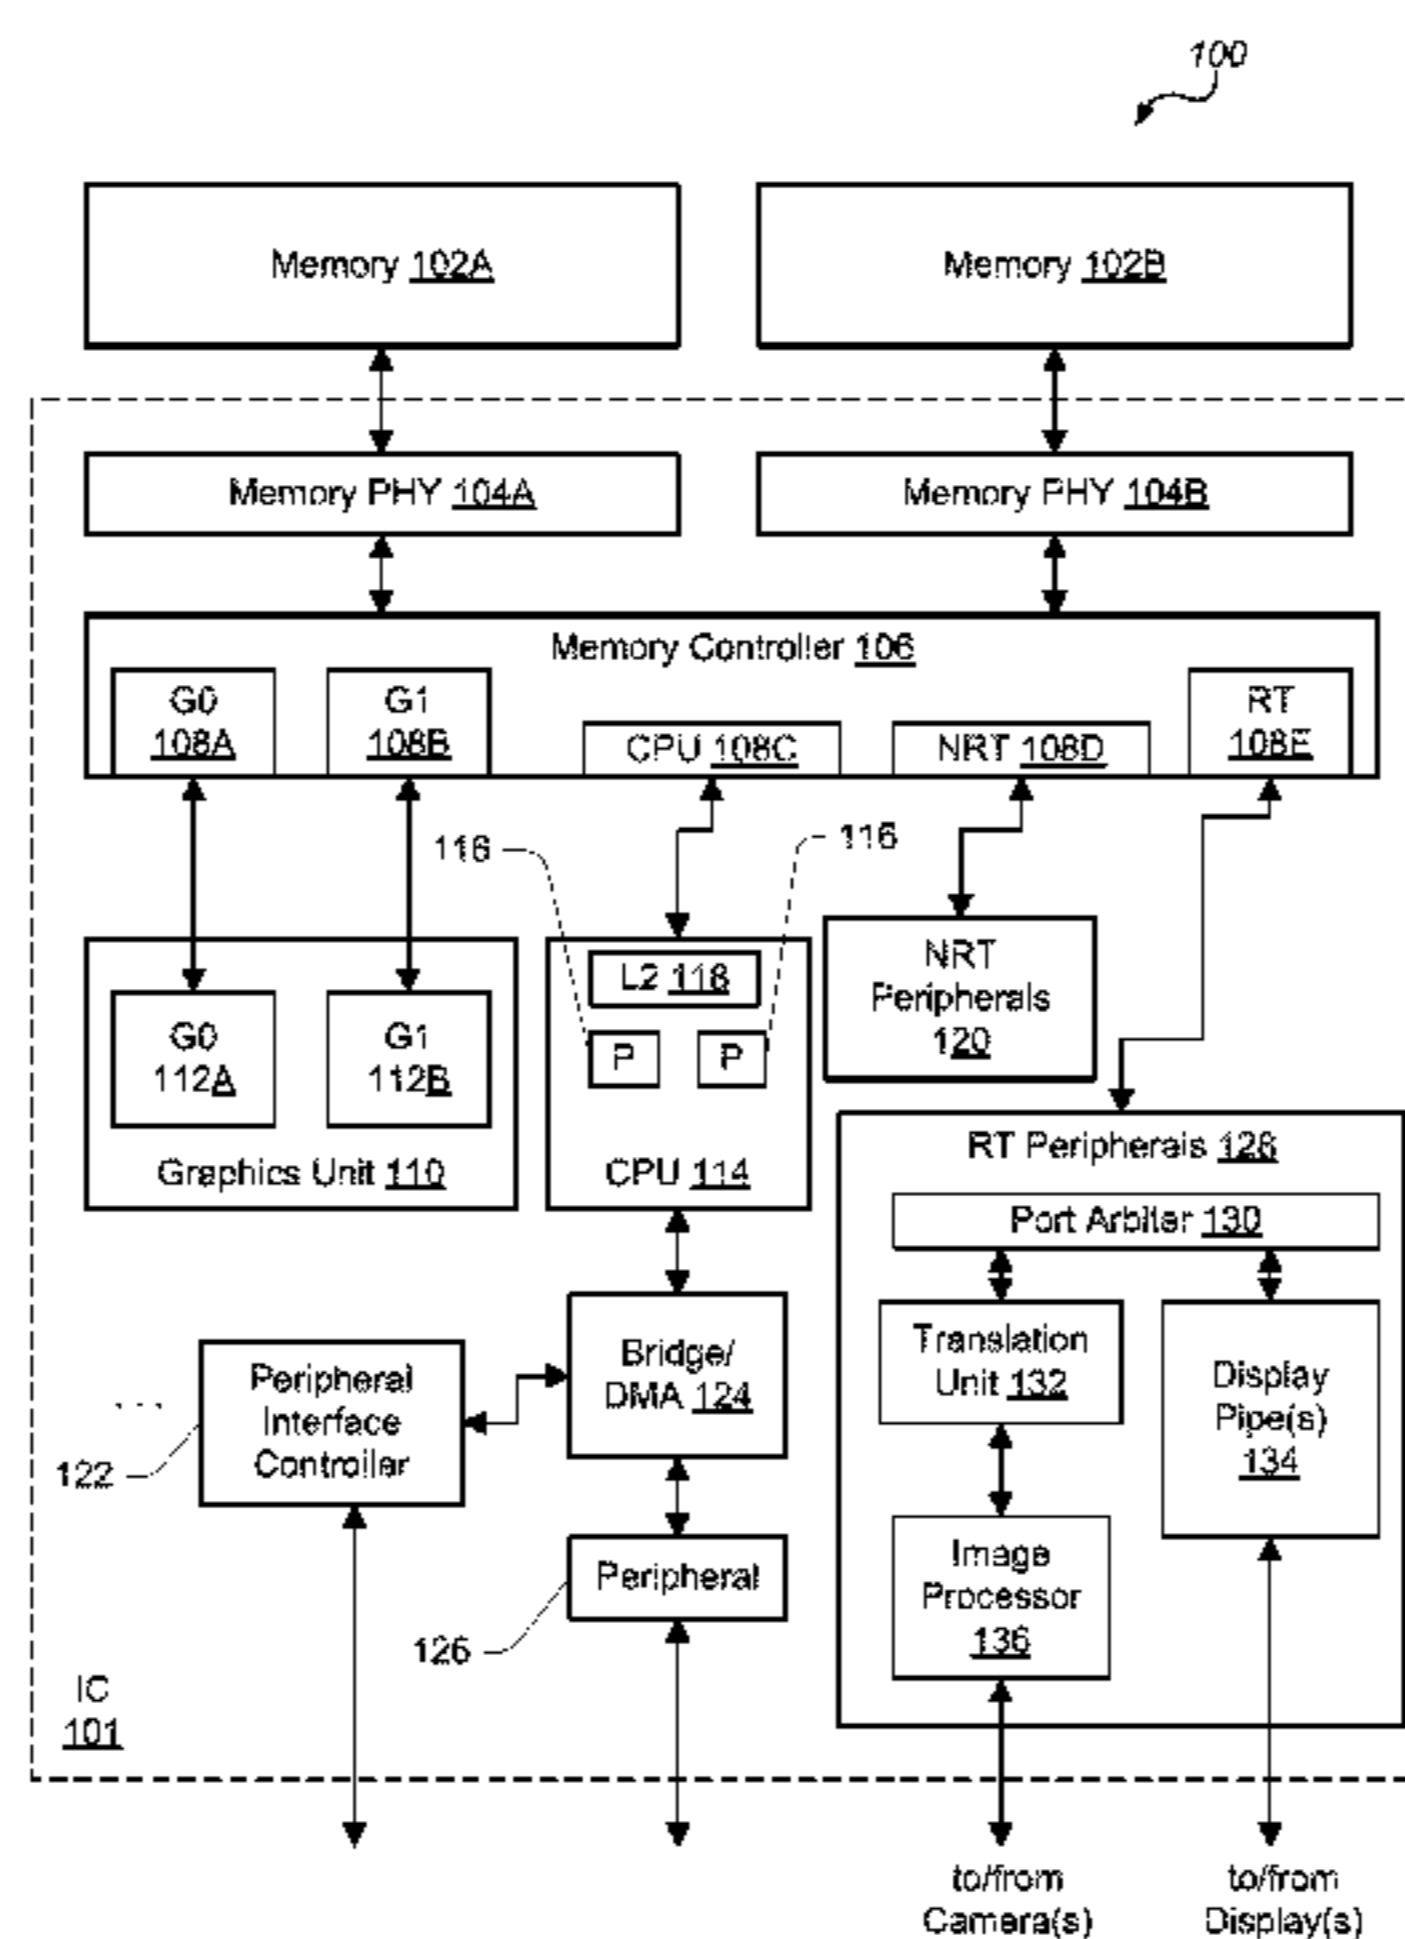 100
Memory 102A
Memory 102B
Memory PHY 104A
Memory PHY 104B
Memory Controller 106
G0
108A
G1
108B
CPU 108C
NRT 108D
RT
108E
116
116
L2 118
P
P
CPU 114
G0
112A
G1
112B
Graphics Unit 110
NRT
Peripherals
120
RT Peripherals 128
Port Arbiter 130
Translation
Unit 132
Display
Pipe(s)
134
Image
Processor
136
Bridge/
DMA 124
Peripheral
Interface
Controller
122
Peripheral
126
IC
101
to/from
Camera(s)
to/from
Display(s)